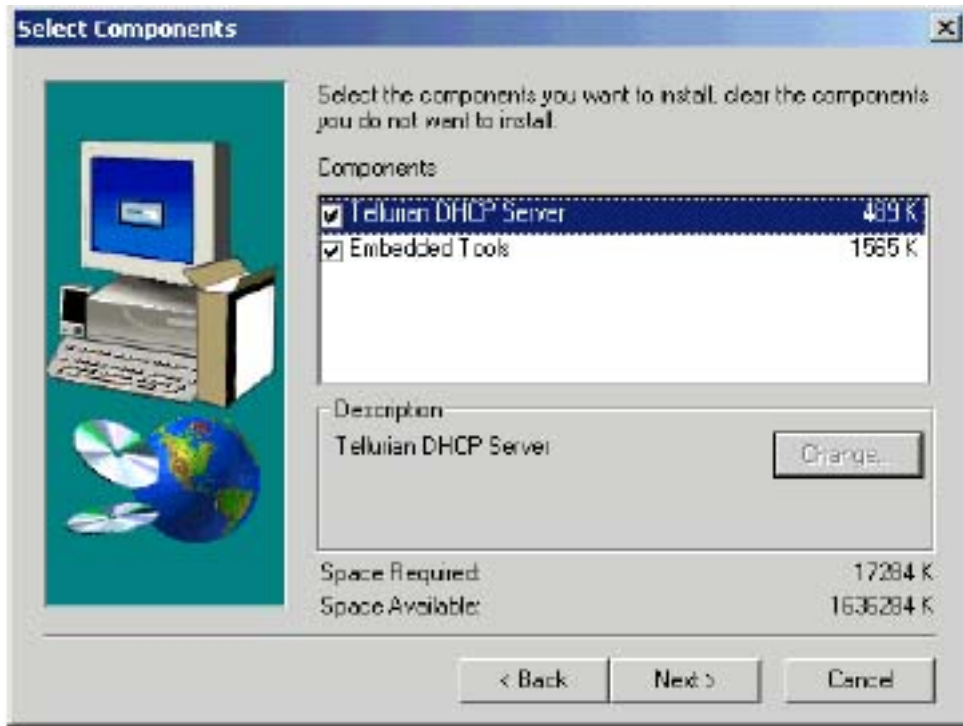 Select Components
Select the components you want to install, clear the components
you do not want to install.
Components
Tellurian DHCP Server 489 K
Embedded Tools 1565 K
Description
Tellurian DHCP Server
Change...
Space Required: 17284 K
Space Available: 1636284 K
< Back
Next >
Cancel